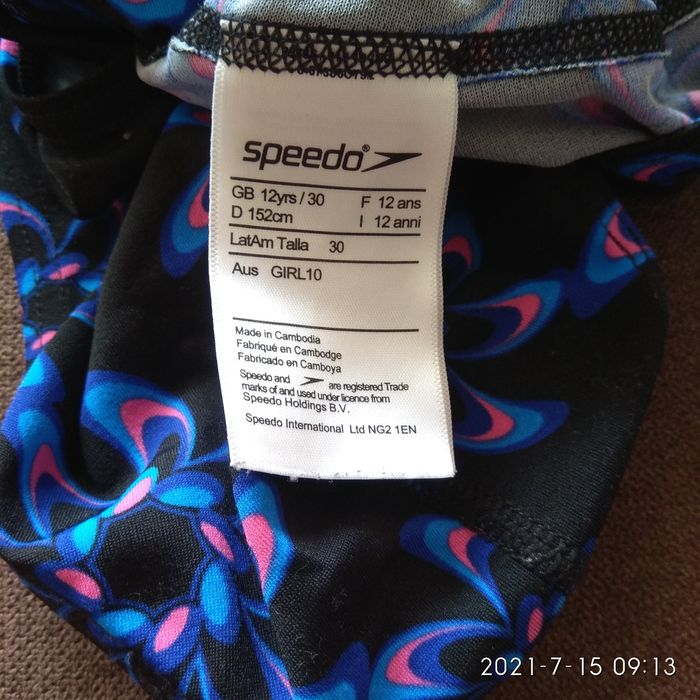 speedo®
GB 12yrs / 30 F 12 ans
D 152cm I 12 anni
LatAm Talla 30
Aus GIRL10
Made in Cambodia
Fabriqué en Cambodge
Fabricado en Camboya
Speedo and are registered Trade
marks of and used under licence from
Speedo Holdings B.V.
Speedo International Ltd NG2 1EN
2021-7-15 09:13